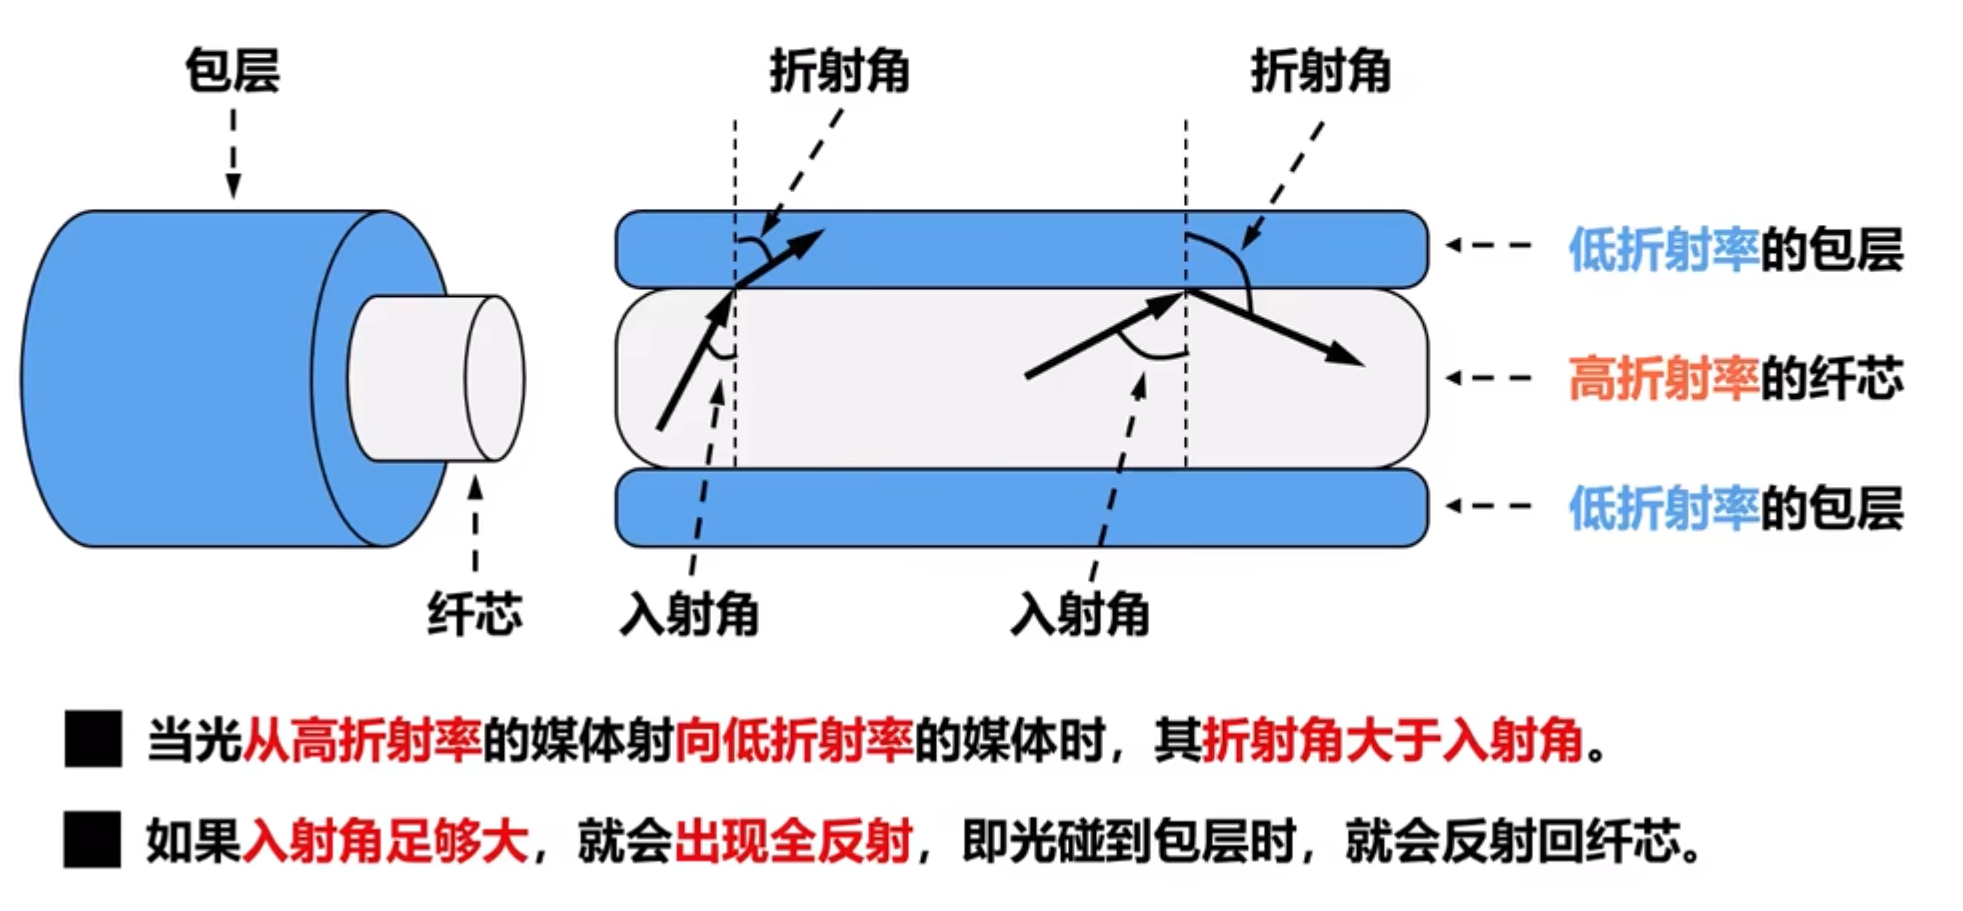 包层
折射角
折射角
低折射率的包层
高折射率的纤芯
低折射率的包层
纤芯
入射角
入射角
当光从高折射率的媒体射向低折射率的媒体时，其折射角大于入射角。
如果入射角足够大，就会出现全反射，即光碰到包层时，就会反射回纤芯。